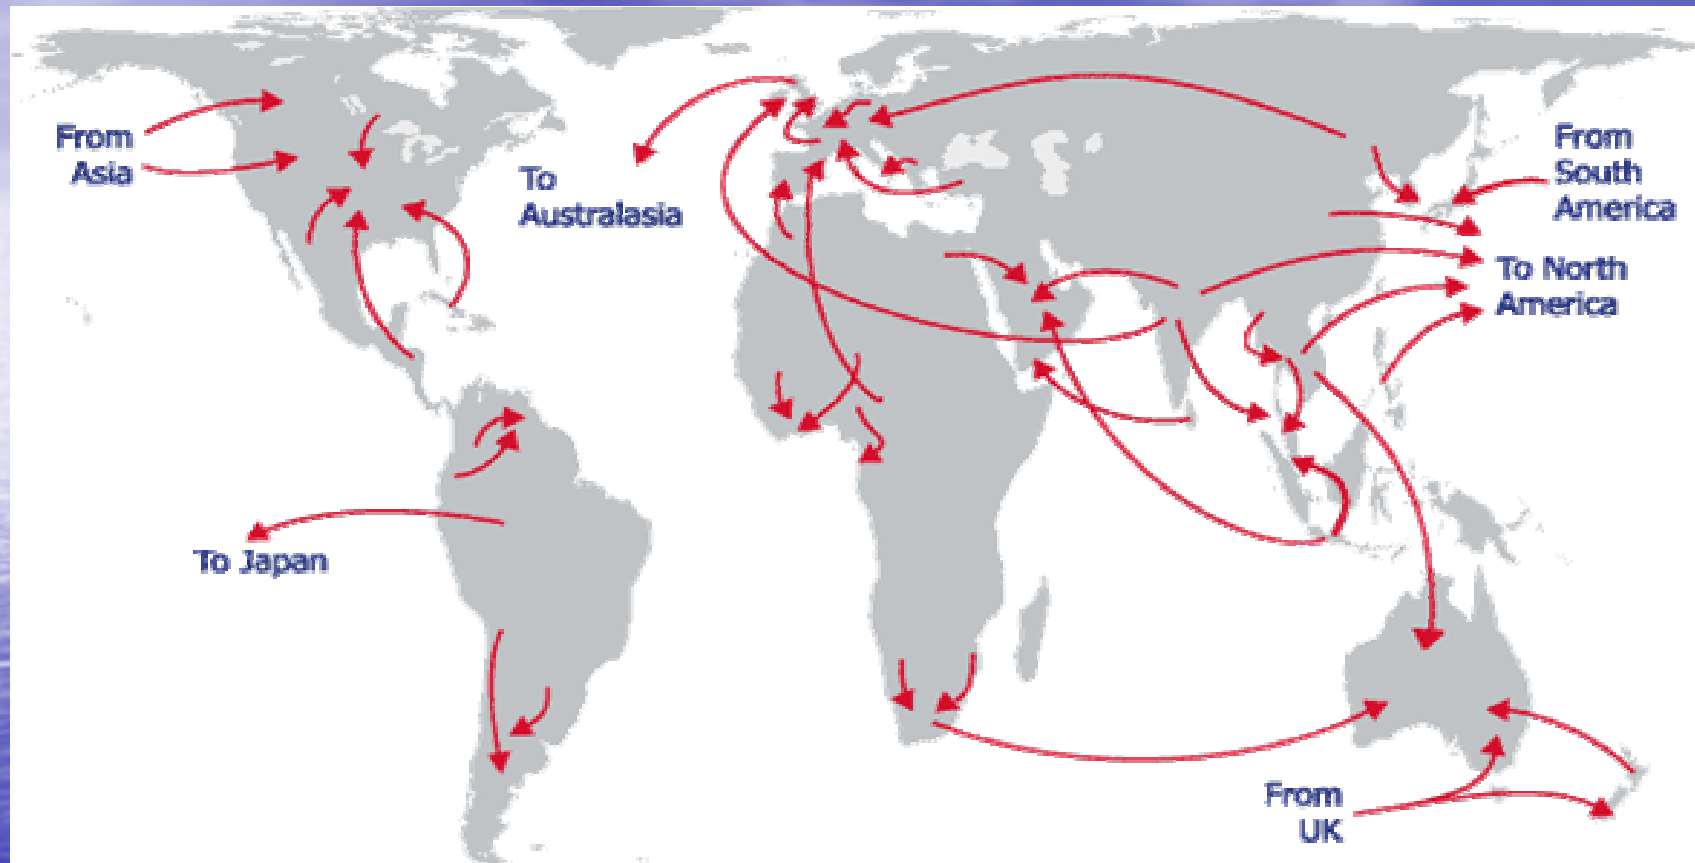 From
Asia
To
Australasia
From
South
America
To North
America
To Japan
From
UK